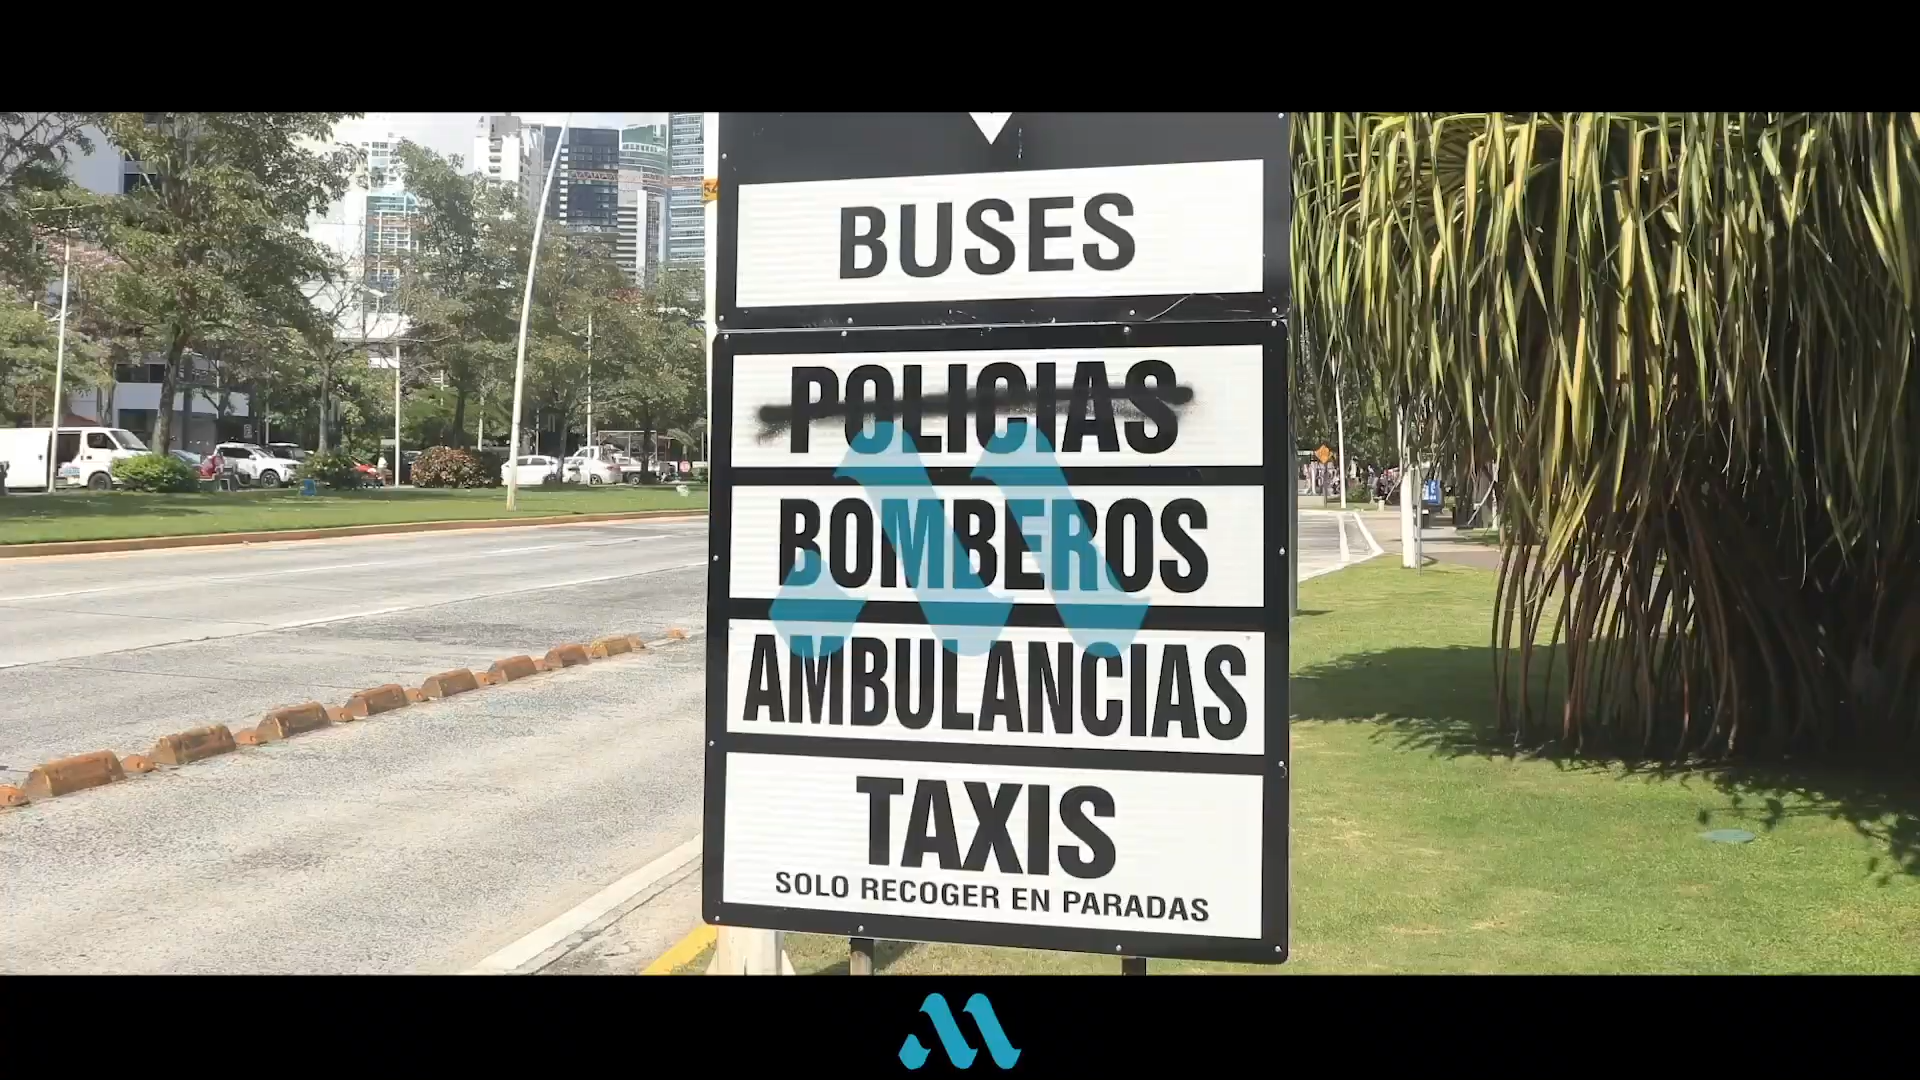 BUSES
POLICIAS
BOMBEROS
AMBULANCIAS
TAXIS
SOLO RECOGER EN PARADAS